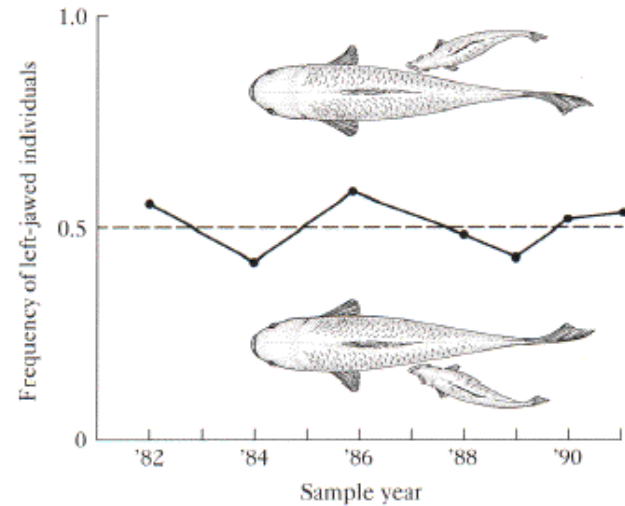 1.0
Frequency of left-jawed individuals
0.5
0
'82 '84 '86 '88 '90
Sample year